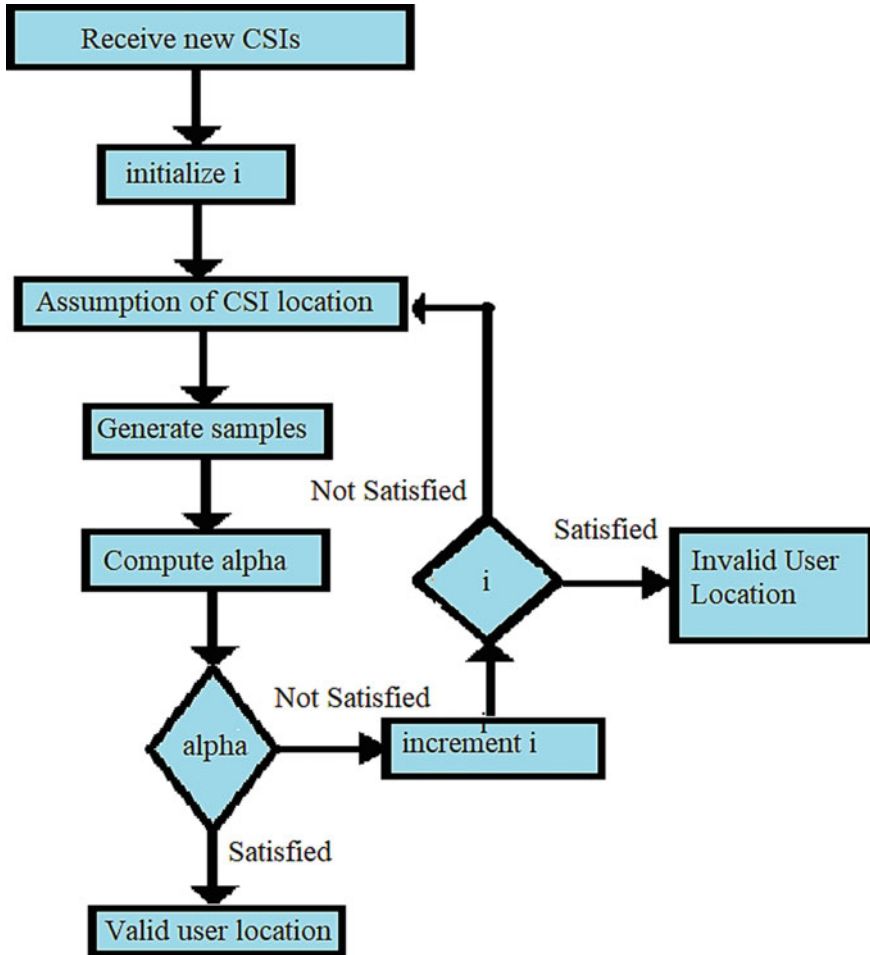 Receive new CSIs
initialize i
Assumption of CSI location
Generate samples
Not Satisfied
Satisfied
Compute alpha
i
Invalid User
Location
Not Satisfied
i
alpha
increment i
Satisfied
Valid user location